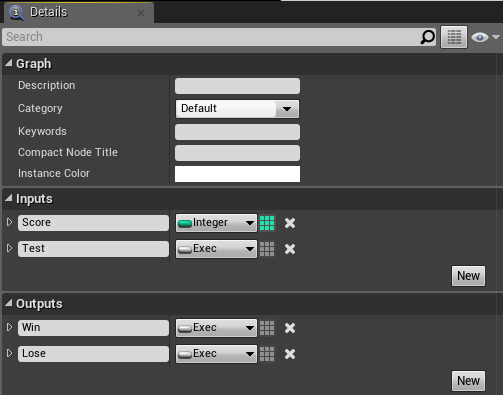 Details
Search
Graph
Description
Category Default
Keywords
Compact Node Title
Instance Color
Inputs
Score Integer
Test Exec
New
Outputs
Win Exec
Lose Exec
New